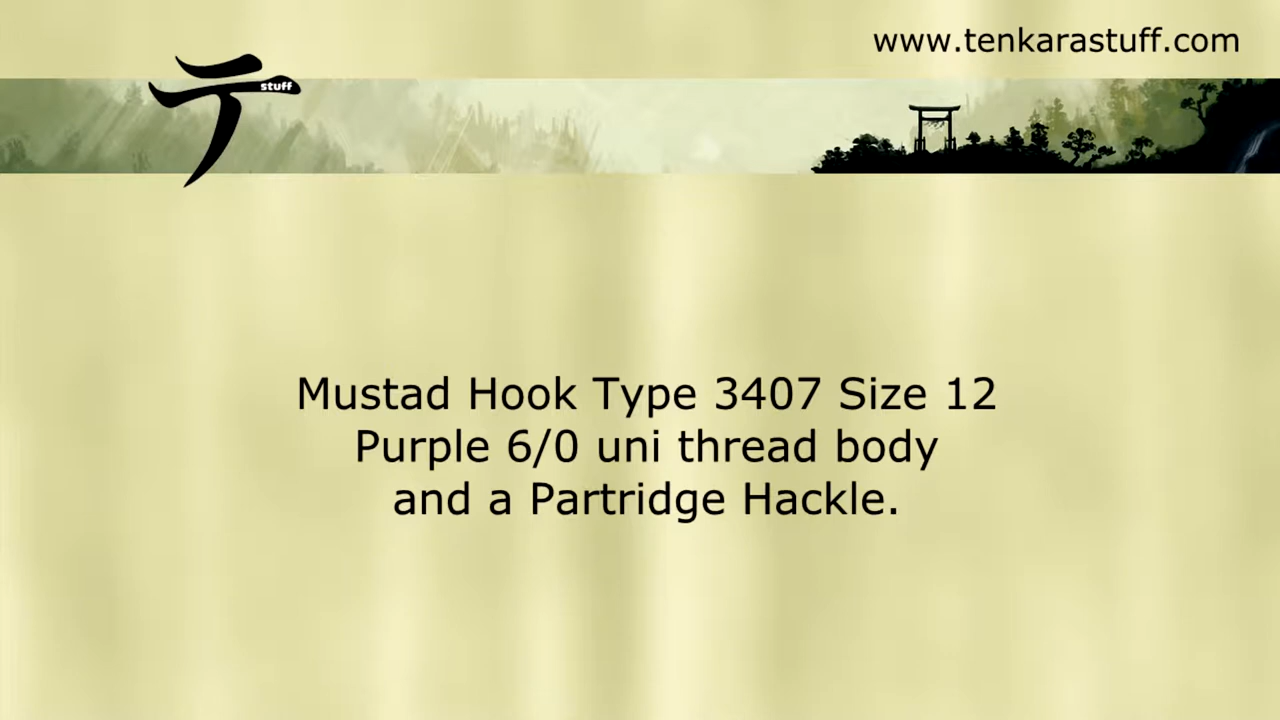 www.tenkarastuff.com
テ
stuff
Mustad Hook Type 3407 Size 12
Purple 6/0 uni thread body
and a Partridge Hackle.